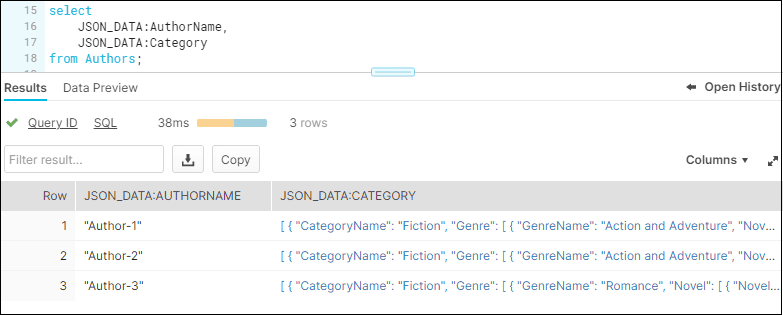 15 select
16 JSON_DATA:AuthorName,
17 JSON_DATA:Category
18 from Authors;
Results Data Preview Open History
Query ID SQL 38ms 3 rows
Filter result... Copy Columns
Row JSON_DATA:AUTHORNAME JSON_DATA:CATEGORY
1 "Author-1" [ { "CategoryName": "Fiction", "Genre": [ { "GenreName": "Action and Adventure", "Nov...
2 "Author-2" [ { "CategoryName": "Fiction", "Genre": [ { "GenreName": "Action and Adventure", "Nov...
3 "Author-3" [ { "CategoryName": "Fiction", "Genre": [ { "GenreName": "Romance", "Novel": [ { "Novel...